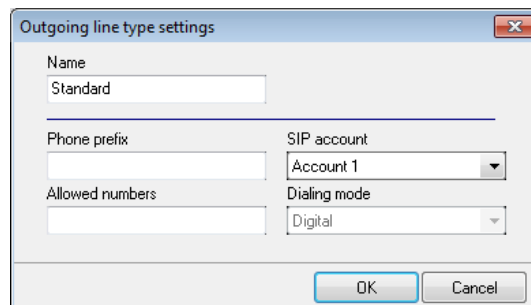 Outgoing line type settings
Name
Standard
Phone prefix
SIP account
Account 1
Allowed numbers
Dialing mode
Digital
OK
Cancel